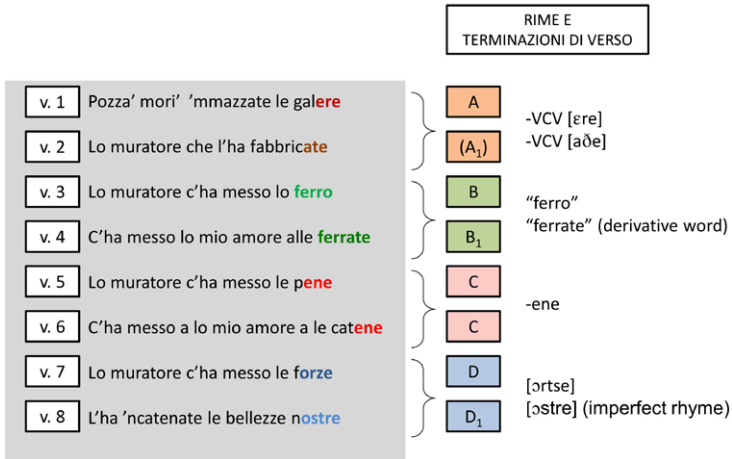 RIME E
TERMINAZIONI DI VERSO
v. 1 Pozza’ mori’ ’mmazzate le galere A -VCV [ɛre]
v. 2 Lo muratore che l’ha fabbricate (A₁) -VCV [aðe]
v. 3 Lo muratore c’ha messo lo ferro B “ferro”
v. 4 C’ha messo lo mio amore alle ferrate B₁ “ferrate” (derivative word)
v. 5 Lo muratore c’ha messo le pene C
-ene
v. 6 C’ha messo a lo mio amore a le catene C
v. 7 Lo muratore c’ha messo le forze D [ɔrtse]
v. 8 L’ha ’ncatenate le bellezze nostre D₁ [ɔstre] (imperfect rhyme)